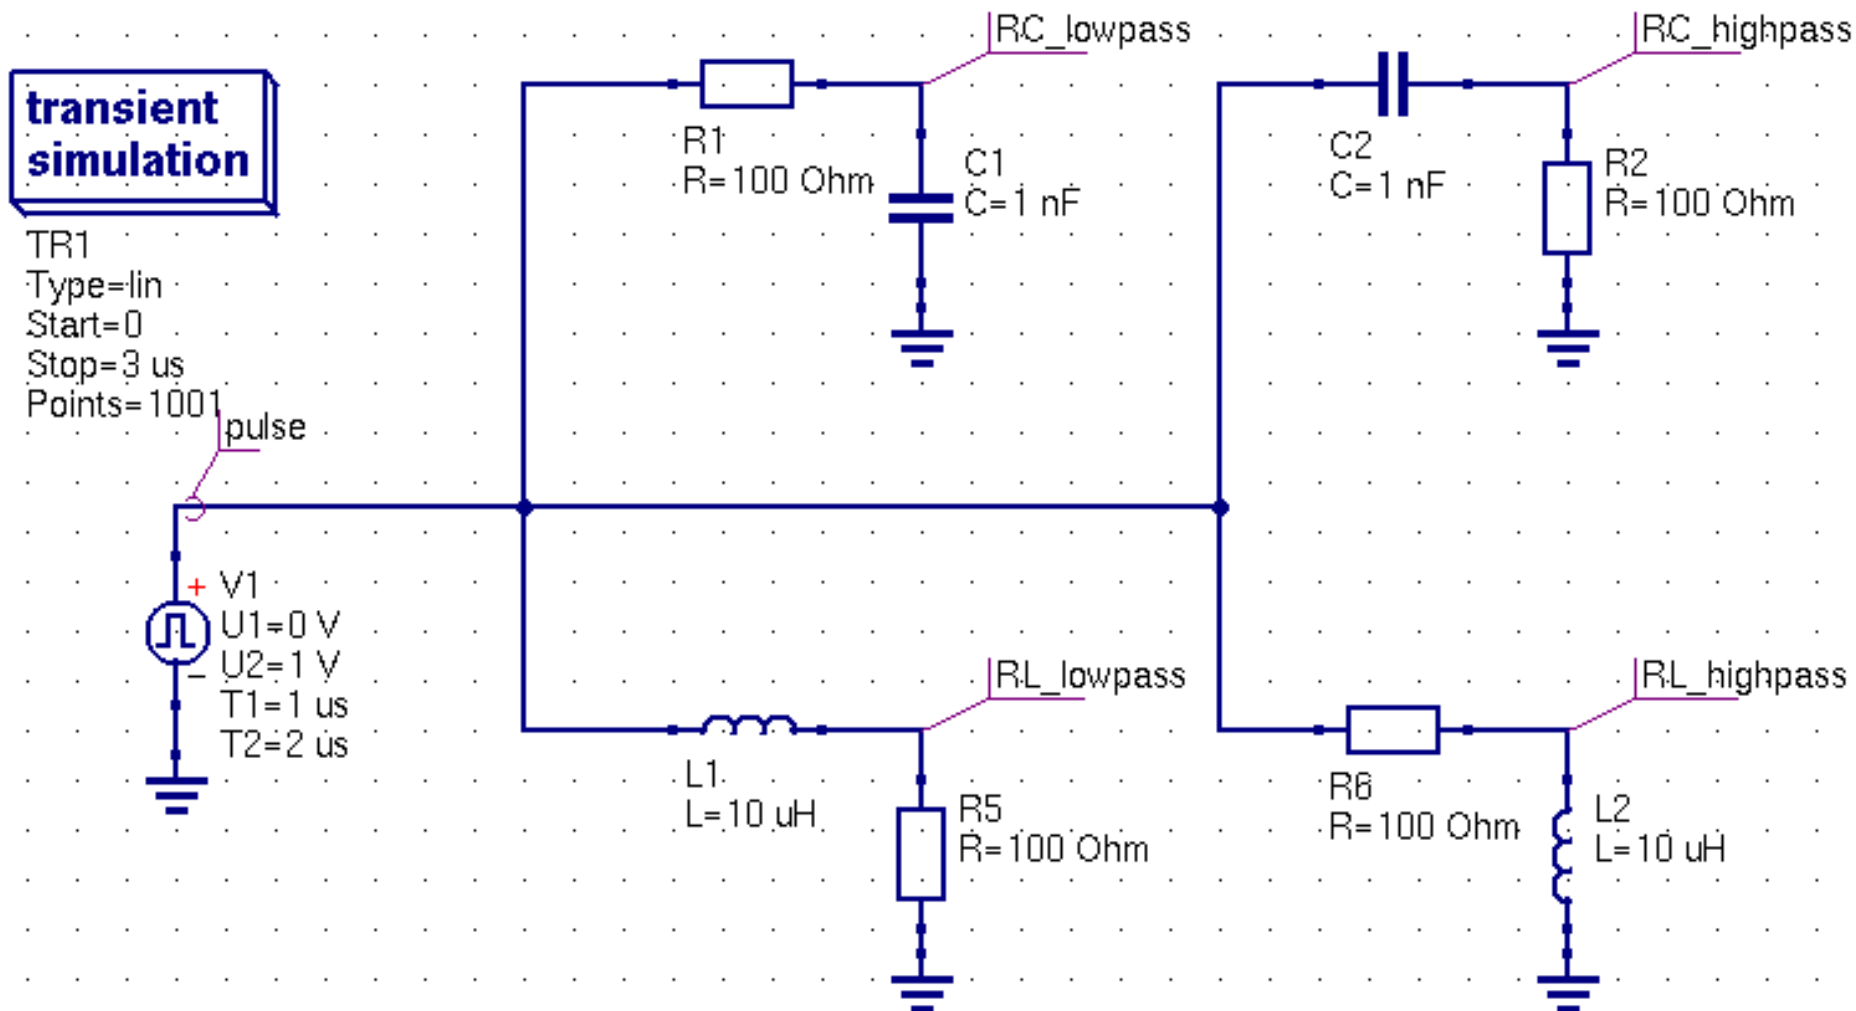 transient
simulation
TR1
Type=lin
Start=0
Stop=3 us
Points=1001
pulse
+ V1
U1=0 V
U2=1 V
– 
T1=1 us
T2=2 us
RC_lowpass
R1
R=100 Ohm
C1
C=1 nF
RC_highpass
C2
C=1 nF
R2
R=100 Ohm
RL_lowpass
L1
L=10 uH
R5
R=100 Ohm
RL_highpass
R6
R=100 Ohm
L2
L=10 uH